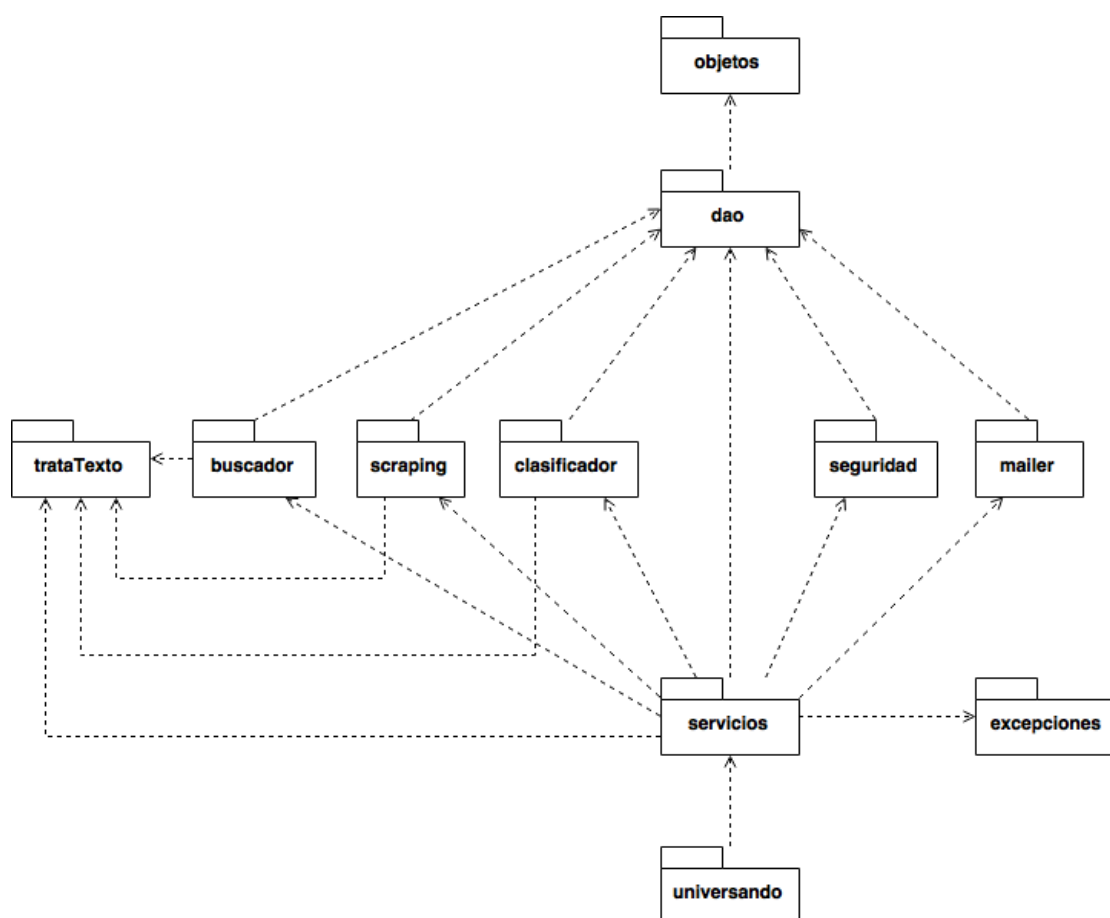 objetos
dao
trataTexto
buscador
scraping
clasificador
seguridad
mailer
servicios
excepciones
universando